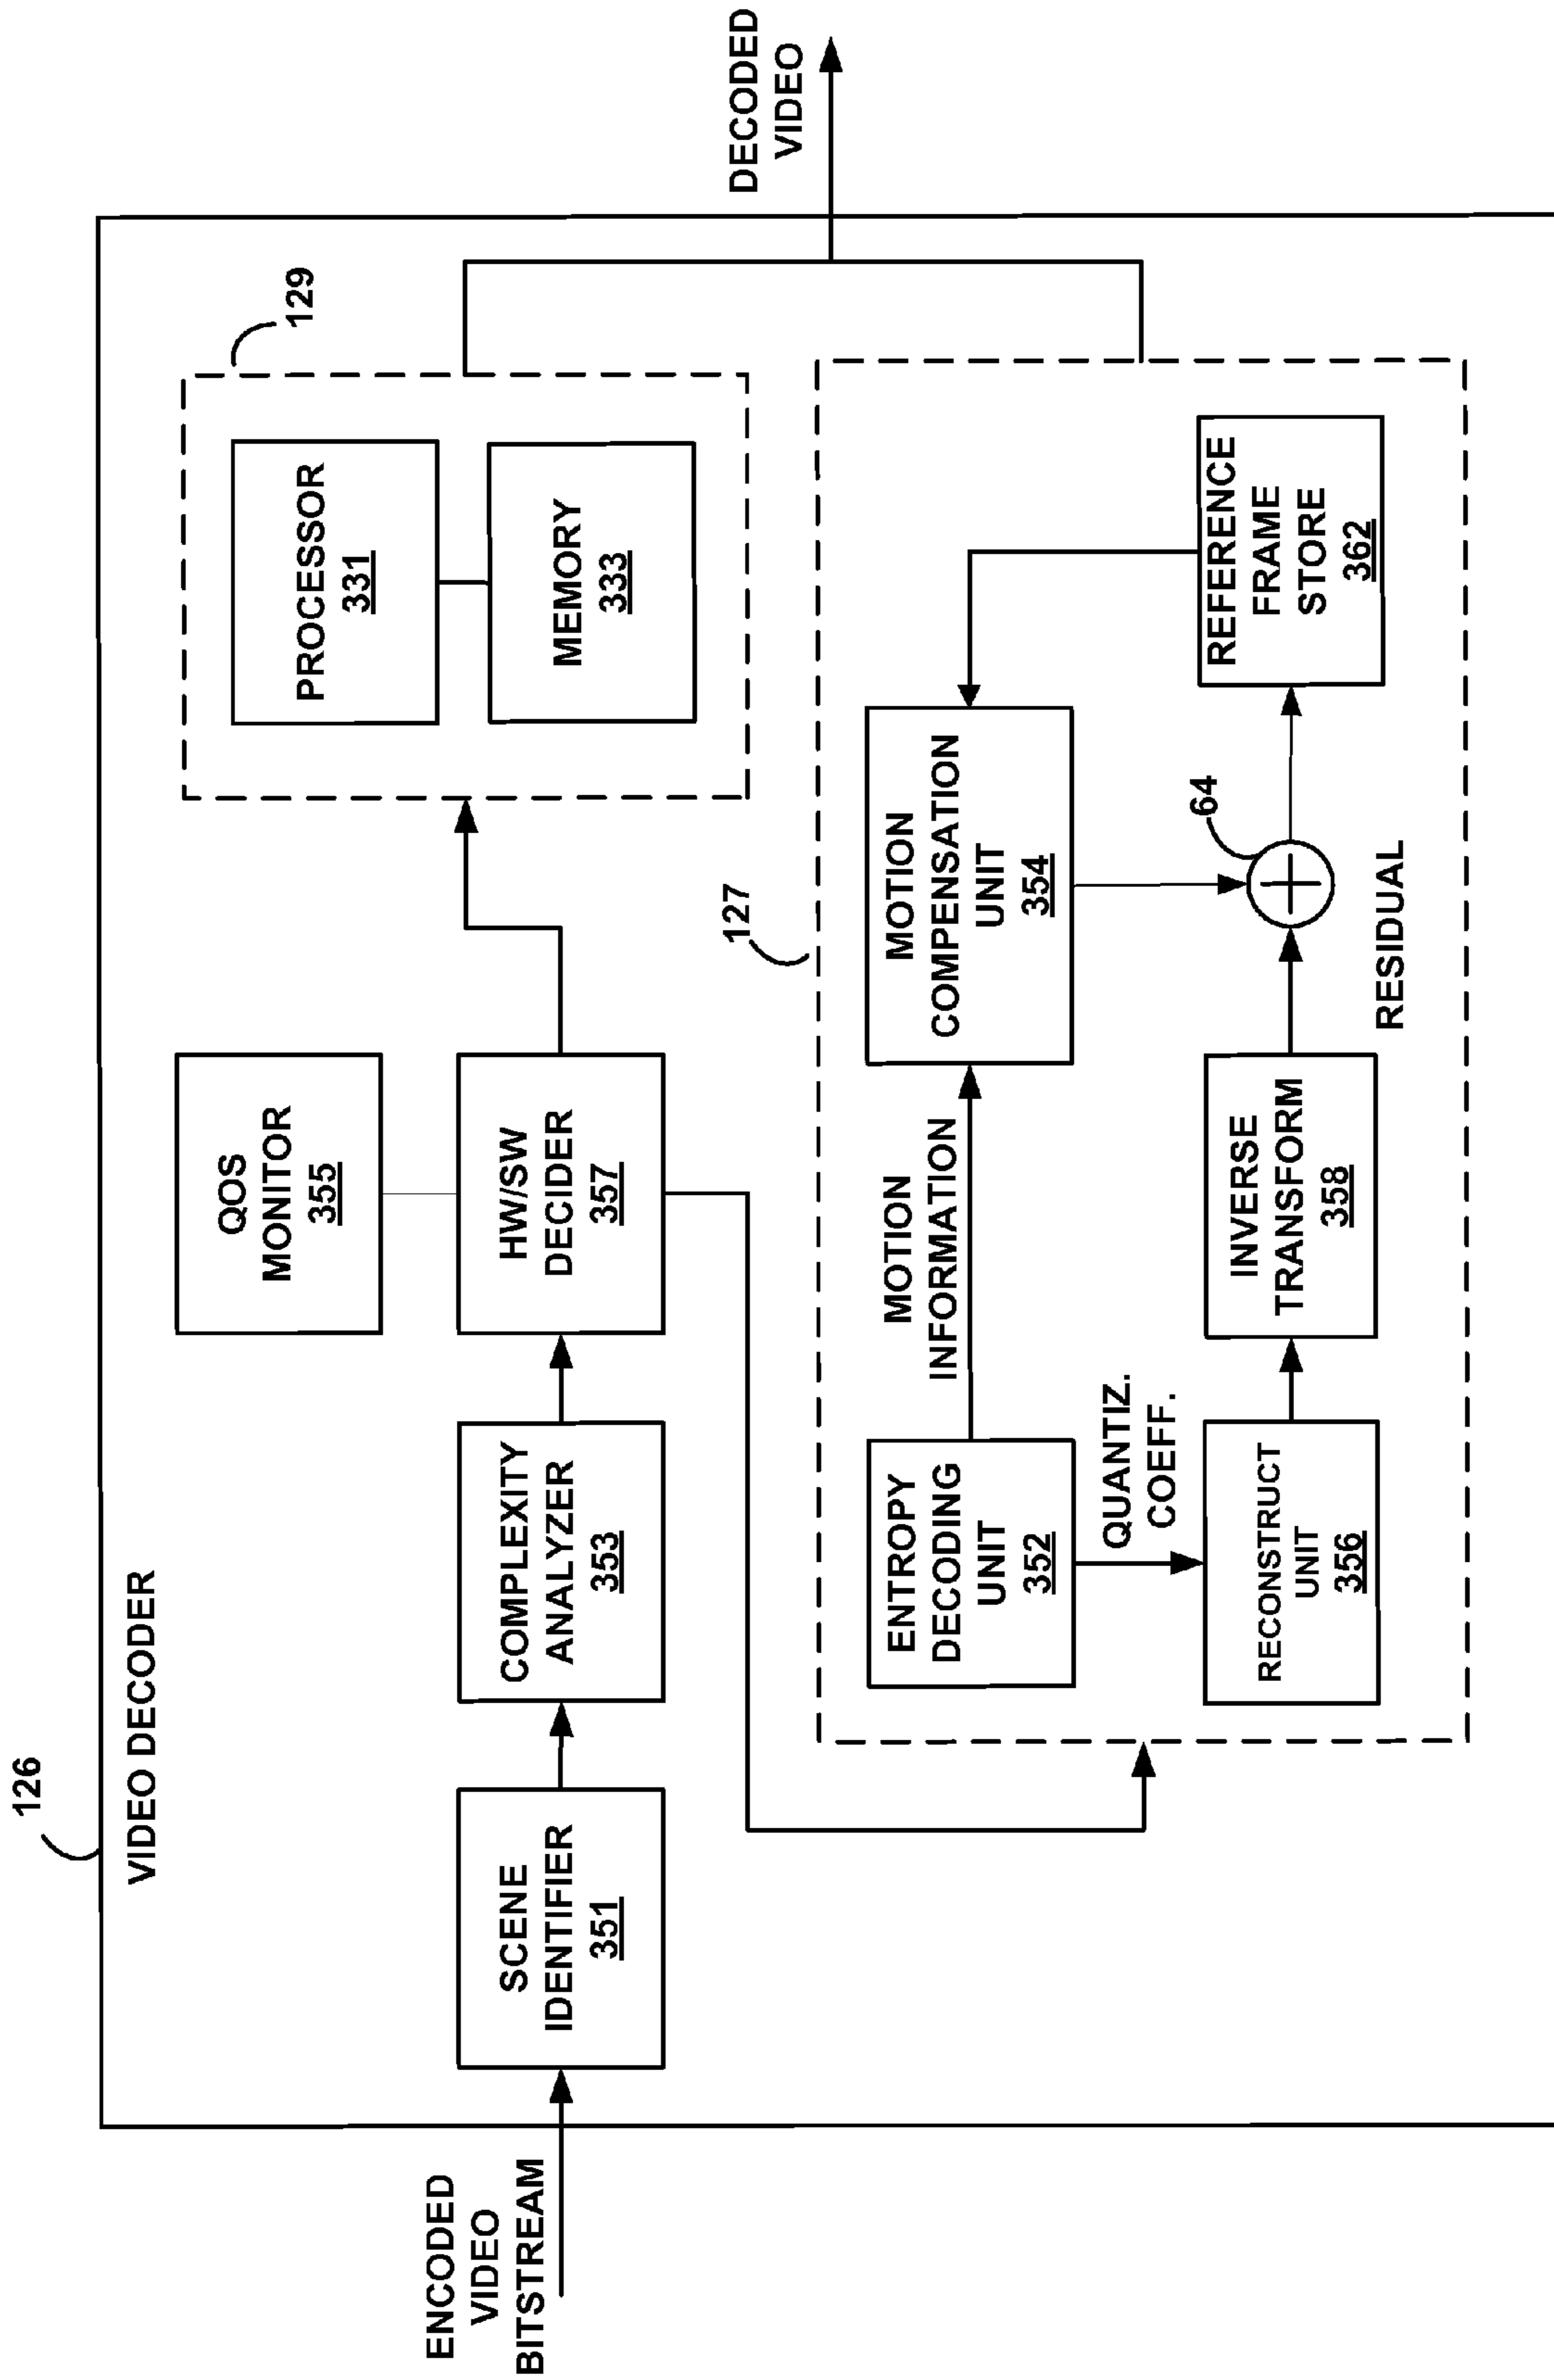 126
VIDEO DECODER
ENCODED
VIDEO
BITSTREAM
SCENE
IDENTIFIER
351
COMPLEXITY
ANALYZER
353
QOS
MONITOR
355
HW/SW
DECIDER
357
129
PROCESSOR
331
MEMORY
333
DECODED
VIDEO
127
ENTROPY
DECODING
UNIT
352
MOTION
INFORMATION
MOTION
COMPENSATION
UNIT
354
QUANTIZ.
COEFF.
RECONSTRUCT
UNIT
356
INVERSE
TRANSFORM
358
RESIDUAL
64
REFERENCE
FRAME
STORE
362